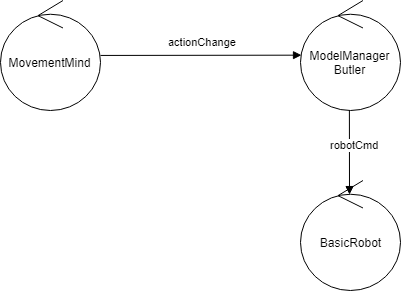 actionChange
MovementMind
ModelManager
Butler
robotCmd
BasicRobot